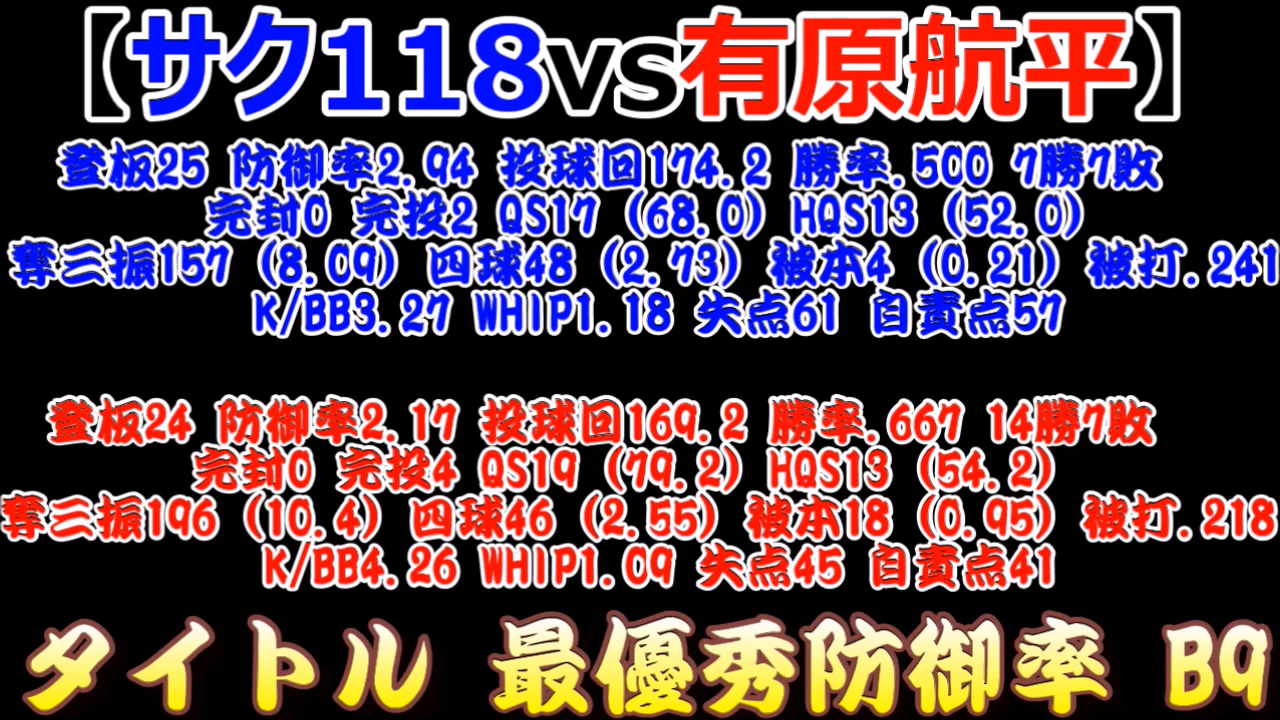 【サク118vs有原航平】
登板25 防御率2.94 投球回174.2 勝率.500 7勝7敗
完封0 完投2 QS17 (68.0) HQS13 (52.0)
奪三振157 (8.09) 四球48 (2.73) 被本4 (0.21) 被打.241
K/BB3.27 WHIP1.18 失点61 自責点57
登板24 防御率2.17 投球回169.2 勝率.667 14勝7敗
完封0 完投4 QS19 (79.2) HQS13 (54.2)
奪三振196 (10.4) 四球46 (2.55) 被本18 (0.95) 被打.218
K/BB4.26 WHIP1.09 失点45 自責点41
タイトル 最優秀防御率 B9